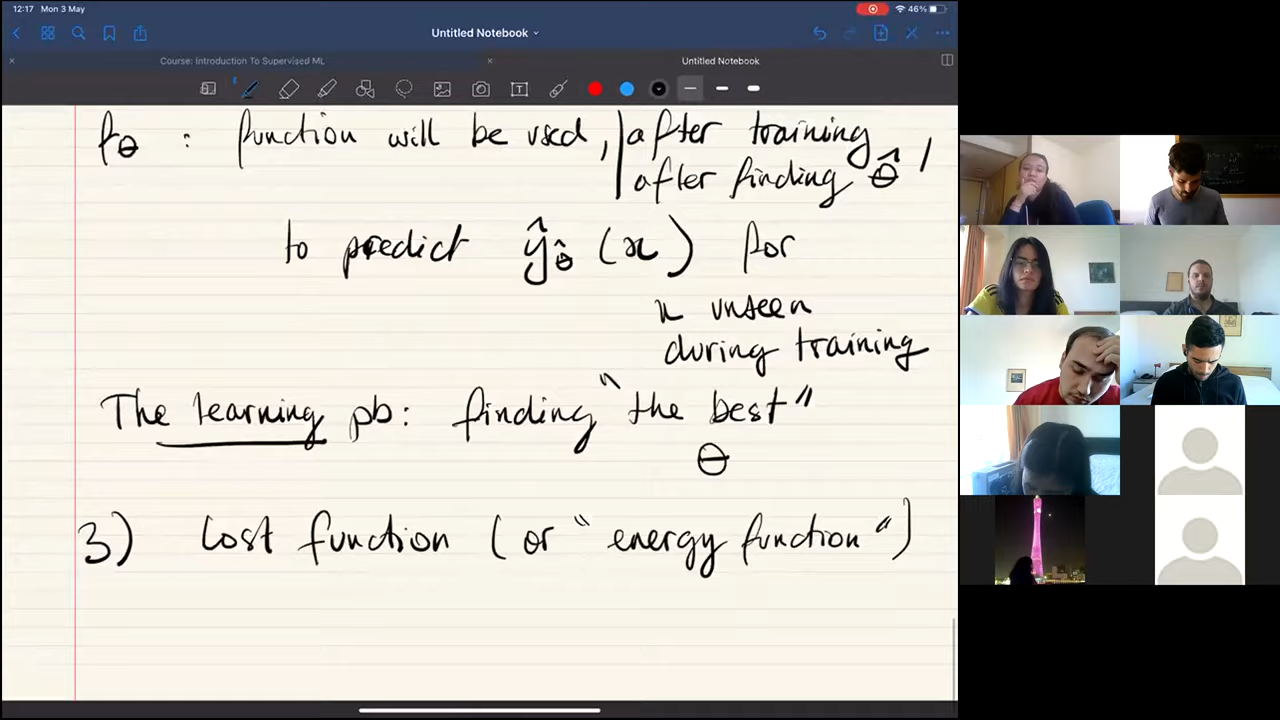 12:17 Mon 3 May
46%
Untitled Notebook
Course: Introduction To Supervised ML
Untitled Notebook
fθ : function will be used, after training
after finding θ̂,
to predict ŷθ̂ (x) for
x unseen
during training
The learning pb: finding "the best"
θ
3) Cost function (or "energy function")